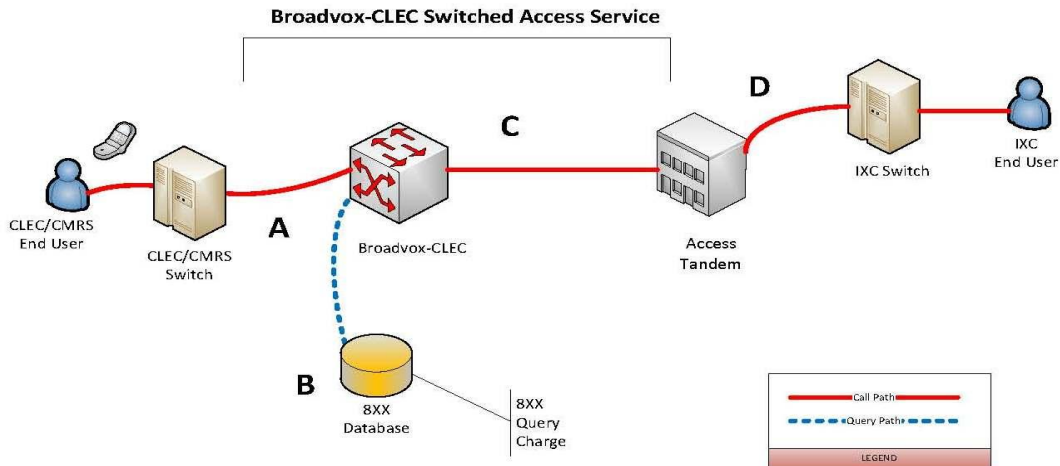 Broadvox-CLEC Switched Access Service
D
C
A
B
CLEC/CMRS
End User
CLEC/CMRS
Switch
Broadvox-CLEC
Access
Tandem
IXC Switch
IXC
End User
8XX
Database
8XX
Query
Charge
Call Path
Query Path
LEGEND